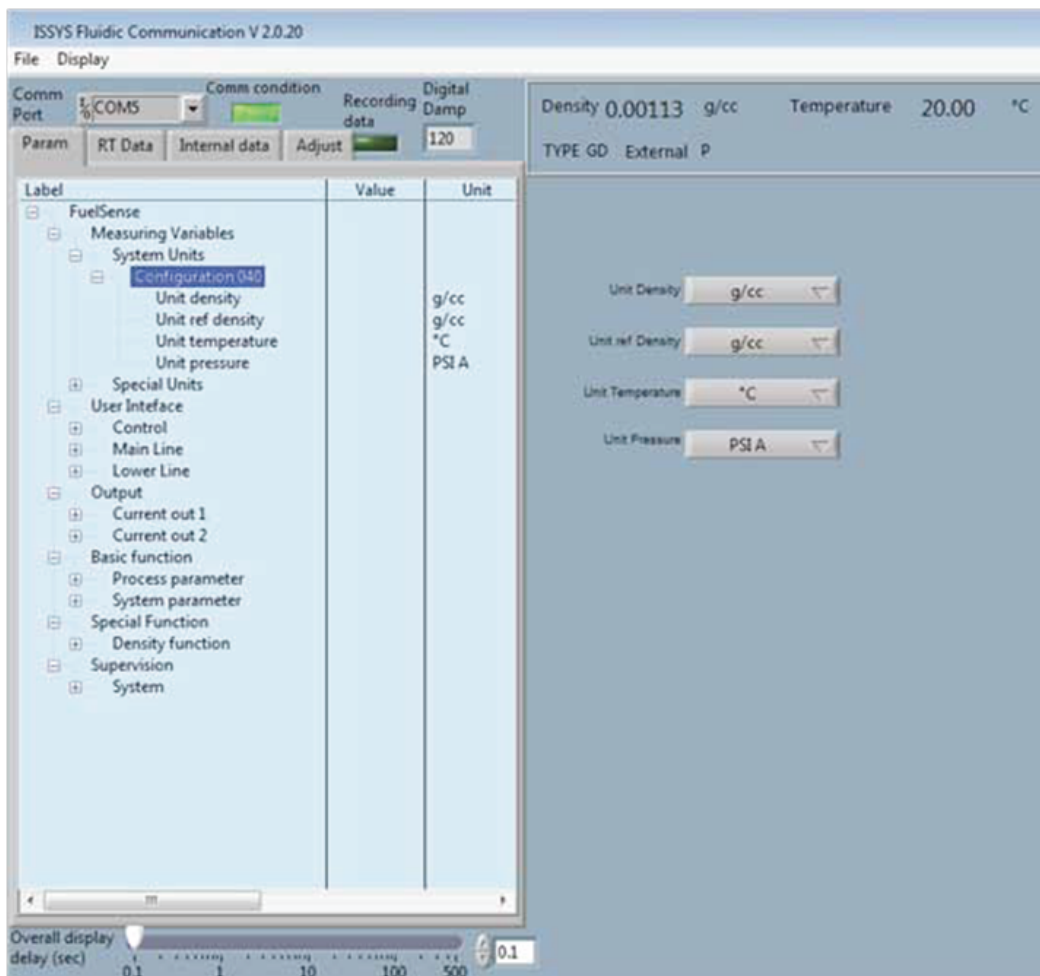 ISSYS Fluidic Communication V 2.0.20
File Display
Comm Port
COM5
Comm condition
Recording data
Digital Damp
120
Param RT Data Internal data Adjust
Density 0.00113 g/cc Temperature 20.00 °C
TYPE GD External P
Label Value Unit
FuelSense
Measuring Variables
System Units
Configuration 040
Unit density g/cc
Unit ref density g/cc
Unit temperature °C
Unit pressure PSI A
Special Units
User Inteface
Control
Main Line
Lower Line
Output
Current out 1
Current out 2
Basic function
Process parameter
System parameter
Special Function
Density function
Supervision
System
Unit Density g/cc
Unit ref Density g/cc
Unit Temperature °C
Unit Pressure PSI A
Overall display
delay (sec)
0.1 1 10 100 500
0.1